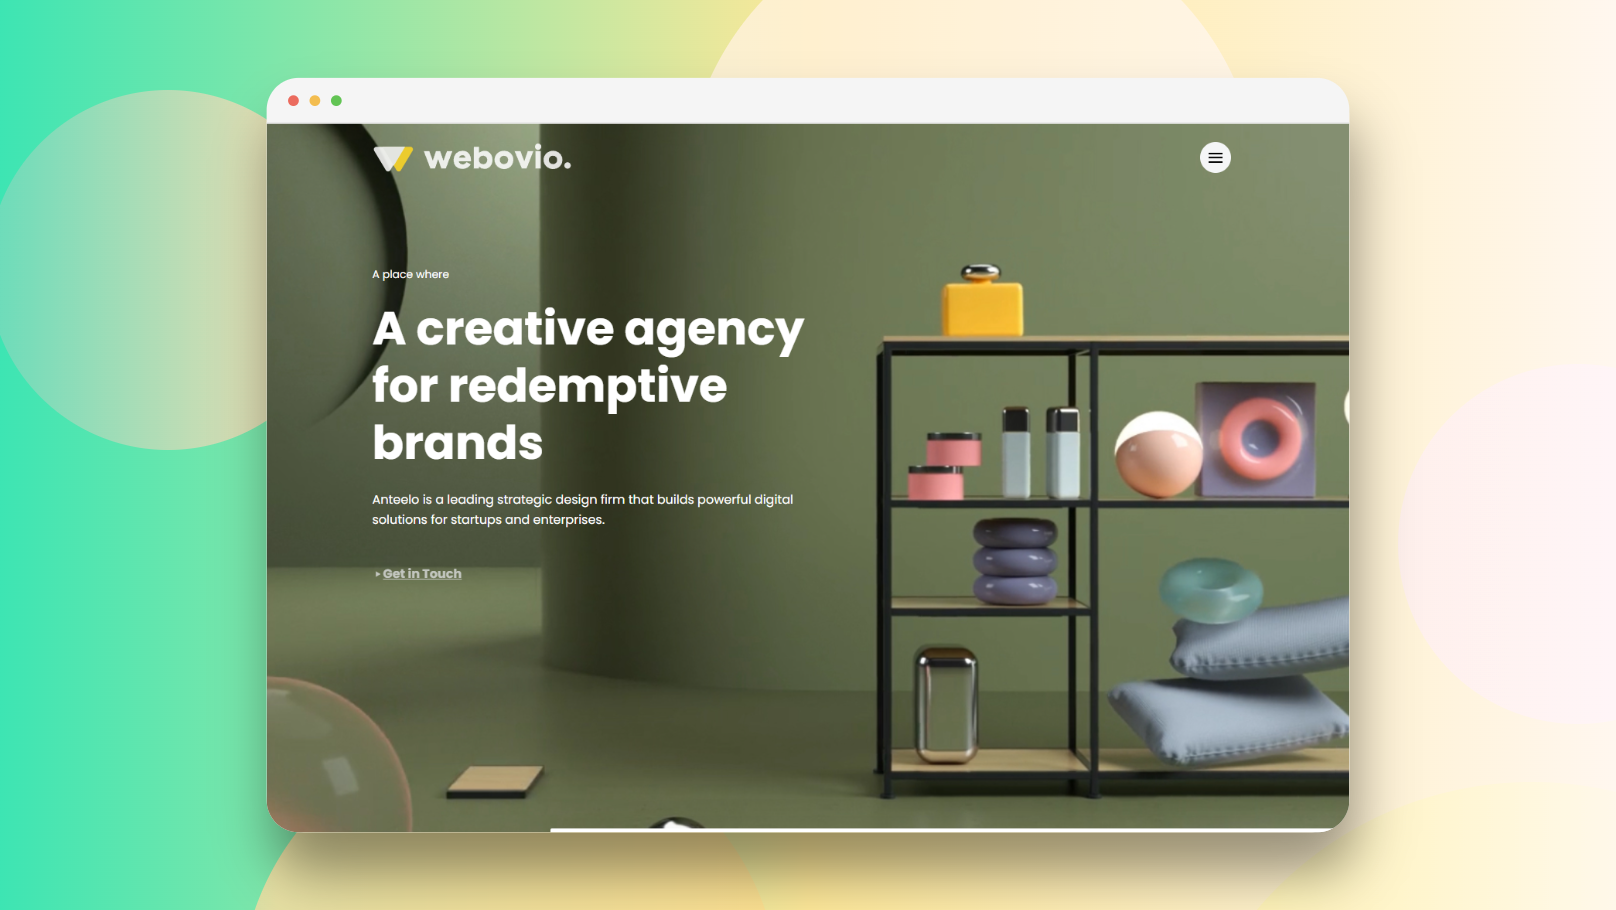 webovio.
A place where
A creative agency
for redemptive
brands
Anteelo is a leading strategic design firm that builds powerful digital
solutions for startups and enterprises.
Get in Touch